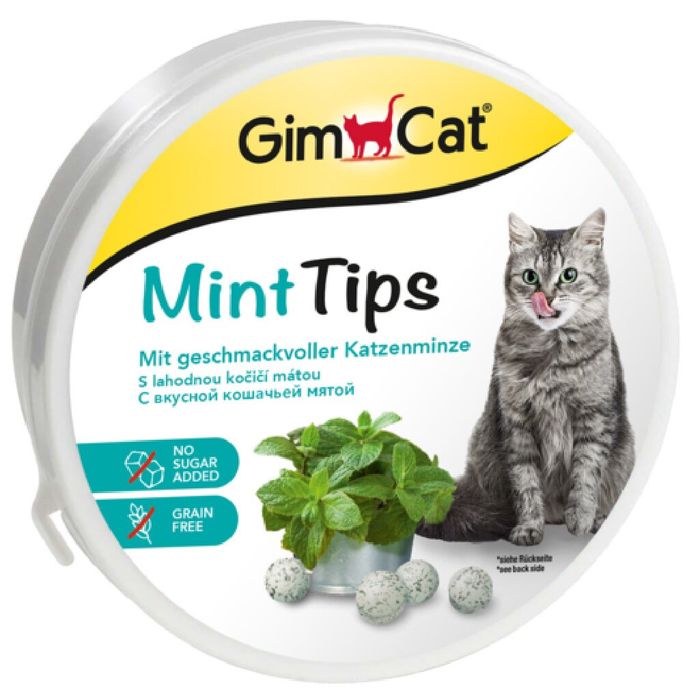 GimCat®
Mint Tips
Mit geschmackvoller Katzenminze
S lahodnou kočičí mátou
С вкусной кошачьей мятой
NO
SUGAR
ADDED
GRAIN
FREE
*siehe Rückseite
*see back side